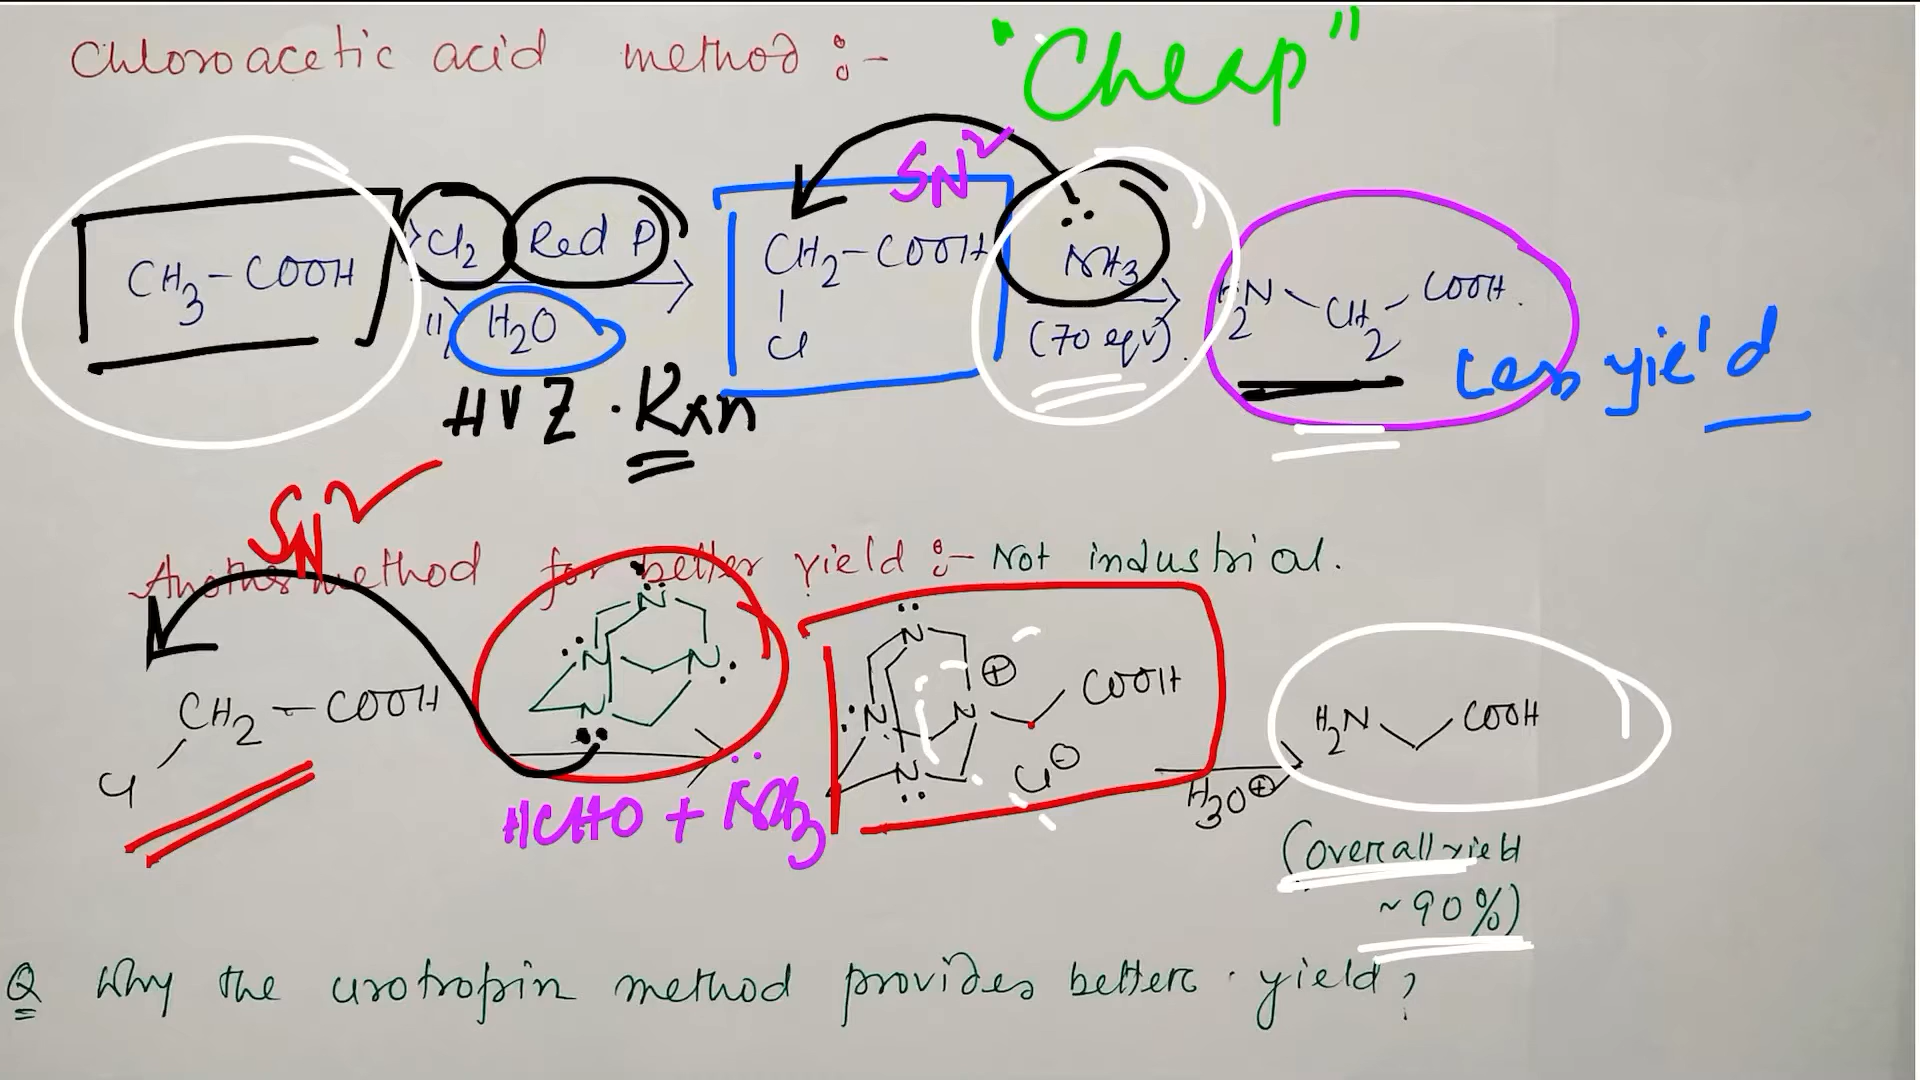 Chloroacetic acid method :-
"Cheap"
SN2
CH3-COOH
Cl2 Red P
ii) H2O
HVZ . Rxn
CH2-COOH
Cl
NH3
(70 eqv).
H2N-CH2-COOH.
Less yield
SN2
Another method for better yield :- Not industrial.
CH2-COOH
Cl
N N N N
HCHO + NH3
N N N N ⊕ COOH
Cl⊖
H3O⊕
H2N COOH
(overall yield
~90%)
Q Why the urotropin method provides better yield?